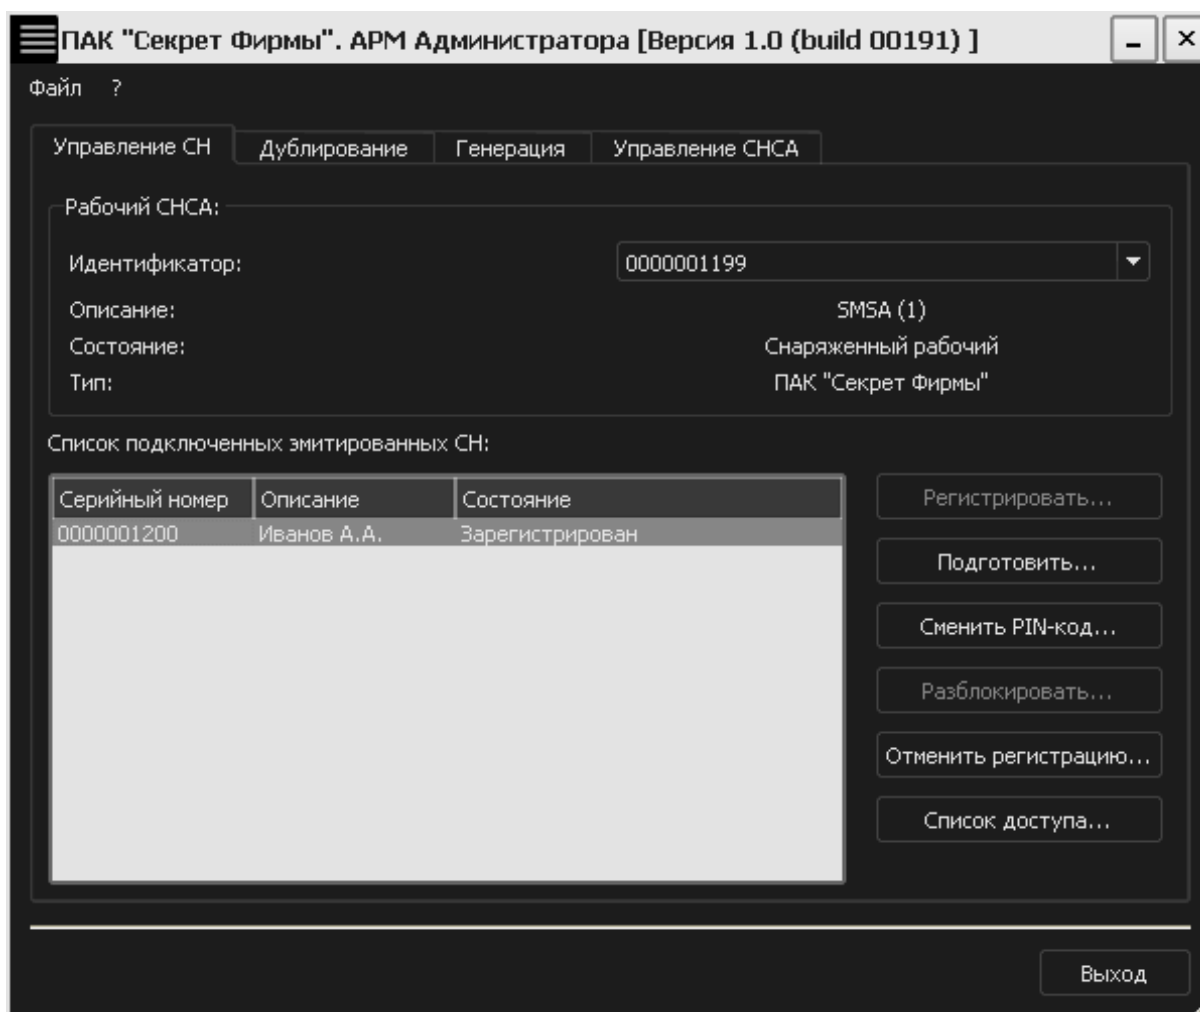 ПАК "Секрет Фирмы". АРМ Администратора [Версия 1.0 (build 00191) ]
Файл ?
Управление СН Дублирование Генерация Управление СНСА
Рабочий СНСА:
Идентификатор: 0000001199
Описание: SMSA (1)
Состояние: Снаряженный рабочий
Тип: ПАК "Секрет Фирмы"
Список подключенных эмитированных СН:
Серийный номер Описание Состояние
0000001200 Иванов А.А. Зарегистрирован
Регистрировать...
Подготовить...
Сменить PIN-код...
Разблокировать...
Отменить регистрацию...
Список доступа...
Выход